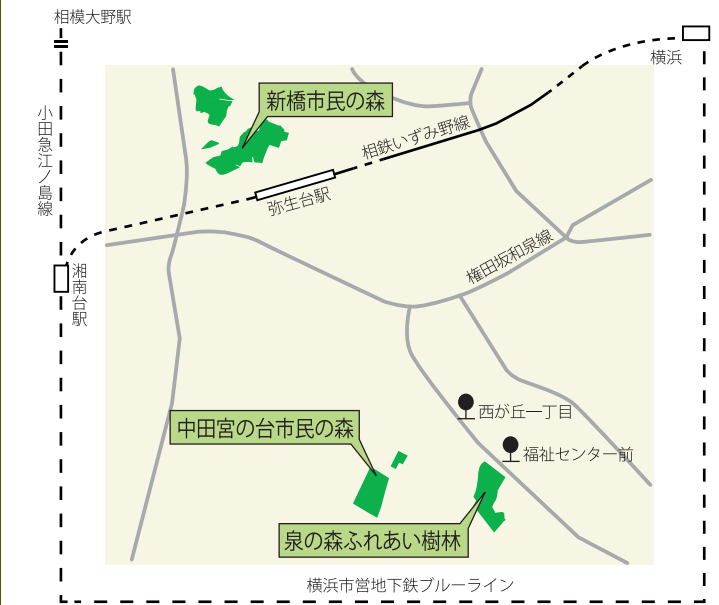 相模大野駅
横浜
小田急江ノ島線
新橋市民の森
相鉄いずみ野線
弥生台駅
権田坂和泉線
湘南台駅
西が丘一丁目
中田宮の台市民の森
福祉センター前
泉の森ふれあい樹林
横浜市営地下鉄ブルーライン